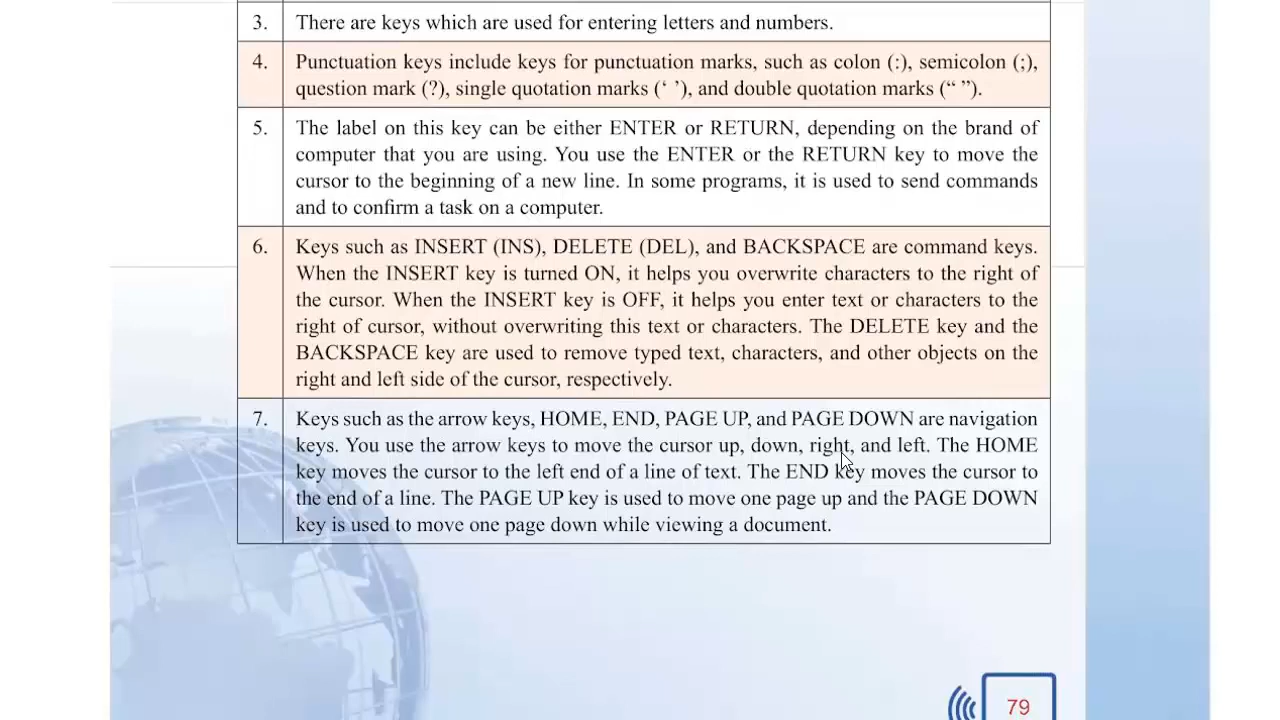 3. There are keys which are used for entering letters and numbers.
4. Punctuation keys include keys for punctuation marks, such as colon (:), semicolon (;),
question mark (?), single quotation marks (‘ ’), and double quotation marks (“ ”).
5. The label on this key can be either ENTER or RETURN, depending on the brand of
computer that you are using. You use the ENTER or the RETURN key to move the
cursor to the beginning of a new line. In some programs, it is used to send commands
and to confirm a task on a computer.
6. Keys such as INSERT (INS), DELETE (DEL), and BACKSPACE are command keys.
When the INSERT key is turned ON, it helps you overwrite characters to the right of
the cursor. When the INSERT key is OFF, it helps you enter text or characters to the
right of cursor, without overwriting this text or characters. The DELETE key and the
BACKSPACE key are used to remove typed text, characters, and other objects on the
right and left side of the cursor, respectively.
7. Keys such as the arrow keys, HOME, END, PAGE UP, and PAGE DOWN are navigation
keys. You use the arrow keys to move the cursor up, down, right, and left. The HOME
key moves the cursor to the left end of a line of text. The END key moves the cursor to
the end of a line. The PAGE UP key is used to move one page up and the PAGE DOWN
key is used to move one page down while viewing a document.
79